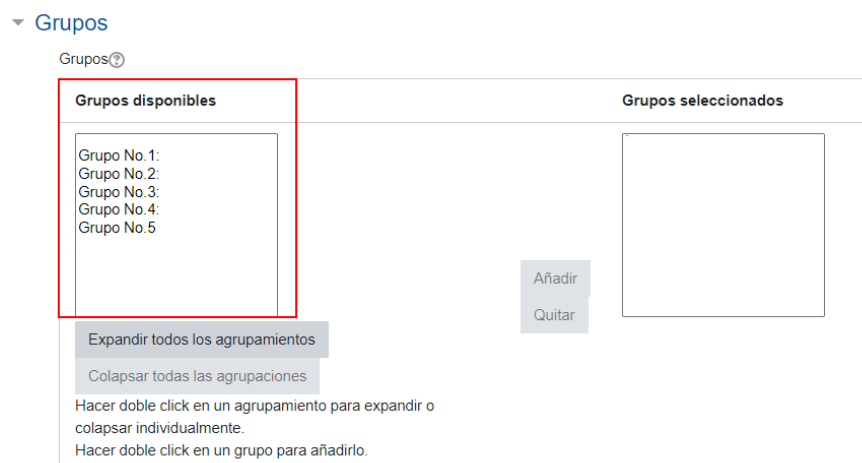 Grupos
Grupos
Grupos disponibles
Grupos seleccionados
Grupo No.1:
Grupo No.2:
Grupo No.3:
Grupo No.4:
Grupo No.5
Añadir
Quitar
Expandir todos los agrupamientos
Colapsar todas las agrupaciones
Hacer doble click en un agrupamiento para expandir o
colapsar individualmente.
Hacer doble click en un grupo para añadirlo.